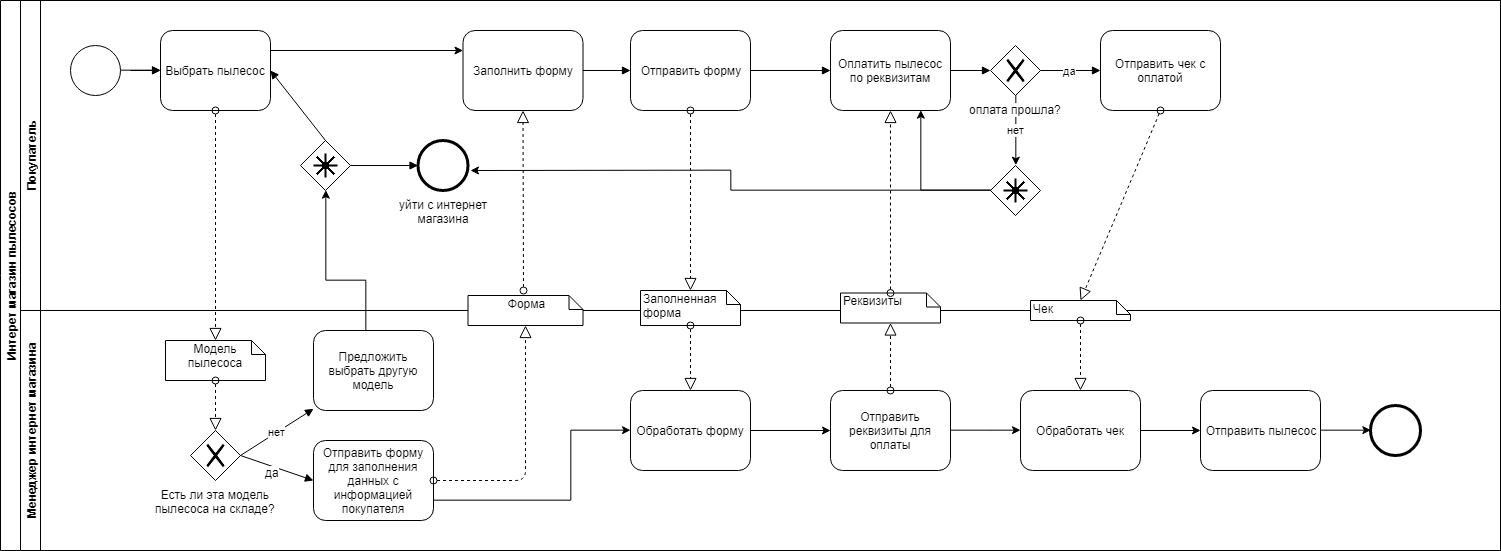 Интерет магазин пылесосов
Покупатель
Выбрать пылесос
Заполнить форму
Отправить форму
Оплатить пылесос
по реквизитам
да
оплата прошла?
нет
Отправить чек с
оплатой
уйти с интернет
магазина
Менеджер интернет магазина
Модель
пылесоса
Форма
Заполненная
форма
Реквизиты
Чек
Предложить
выбрать другую
модель
нет
да
Есть ли эта модель
пылесоса на складе?
Отправить форму
для заполнения
данных с
информацией
покупателя
Обработать форму
Отправить
реквизиты для
оплаты
Обработать чек
Отправить пылесос